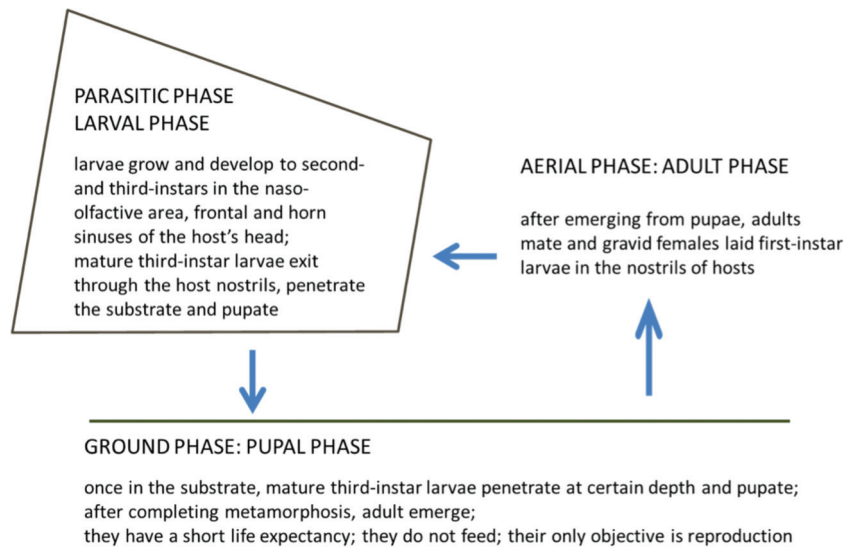 PARASITIC PHASE
LARVAL PHASE
larvae grow and develop to second-
and third-instars in the naso-
olfactive area, frontal and horn
sinuses of the host's head;
mature third-instar larvae exit
through the host nostrils, penetrate
the substrate and pupate
AERIAL PHASE: ADULT PHASE
after emerging from pupae, adults
mate and gravid females laid first-instar
larvae in the nostrils of hosts
GROUND PHASE: PUPAL PHASE
once in the substrate, mature third-instar larvae penetrate at certain depth and pupate;
after completing metamorphosis, adult emerge;
they have a short life expectancy; they do not feed; their only objective is reproduction